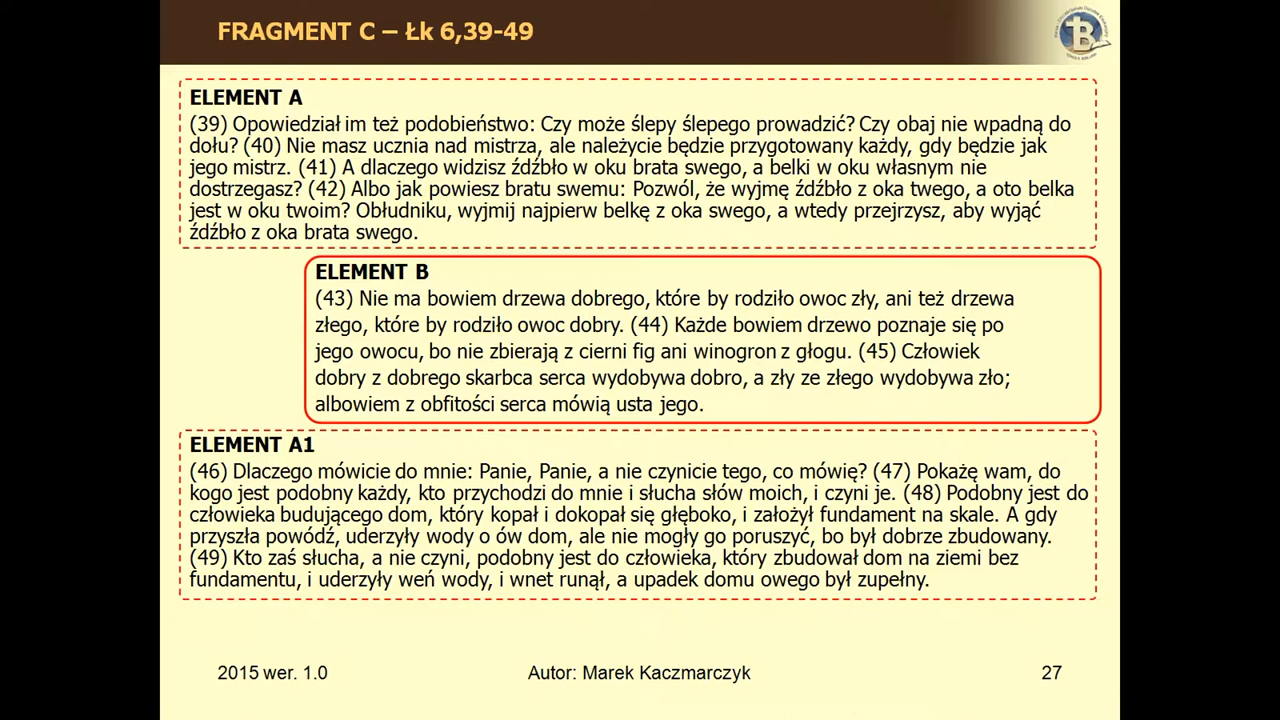 FRAGMENT C – Łk 6,39-49
ELEMENT A
(39) Opowiedział im też podobieństwo: Czy może ślepy ślepego prowadzić? Czy obaj nie wpadną do
dołu? (40) Nie masz ucznia nad mistrza, ale należycie będzie przygotowany każdy, gdy będzie jak
jego mistrz. (41) A dlaczego widzisz źdźbło w oku brata swego, a belki w oku własnym nie
dostrzegasz? (42) Albo jak powiesz bratu swemu: Pozwól, że wyjmę źdźbło z oka twego, a oto belka
jest w oku twoim? Obłudniku, wyjmij najpierw belkę z oka swego, a wtedy przejrzysz, aby wyjąć
źdźbło z oka brata swego.
ELEMENT B
(43) Nie ma bowiem drzewa dobrego, które by rodziło owoc zły, ani też drzewa
złego, które by rodziło owoc dobry. (44) Każde bowiem drzewo poznaje się po
jego owocu, bo nie zbierają z cierni fig ani winogron z głogu. (45) Człowiek
dobry z dobrego skarbca serca wydobywa dobro, a zły ze złego wydobywa zło;
albowiem z obfitości serca mówią usta jego.
ELEMENT A1
(46) Dlaczego mówicie do mnie: Panie, Panie, a nie czynicie tego, co mówię? (47) Pokażę wam, do
kogo jest podobny każdy, kto przychodzi do mnie i słucha słów moich, i czyni je. (48) Podobny jest do
człowieka budującego dom, który kopał i dokopał się głęboko, i założył fundament na skale. A gdy
przyszła powódź, uderzyły wody o ów dom, ale nie mogły go poruszyć, bo był dobrze zbudowany.
(49) Kto zaś słucha, a nie czyni, podobny jest do człowieka, który zbudował dom na ziemi bez
fundamentu, i uderzyły weń wody, i wnet runął, a upadek domu owego był zupełny.
2015 wer. 1.0
Autor: Marek Kaczmarczyk
27